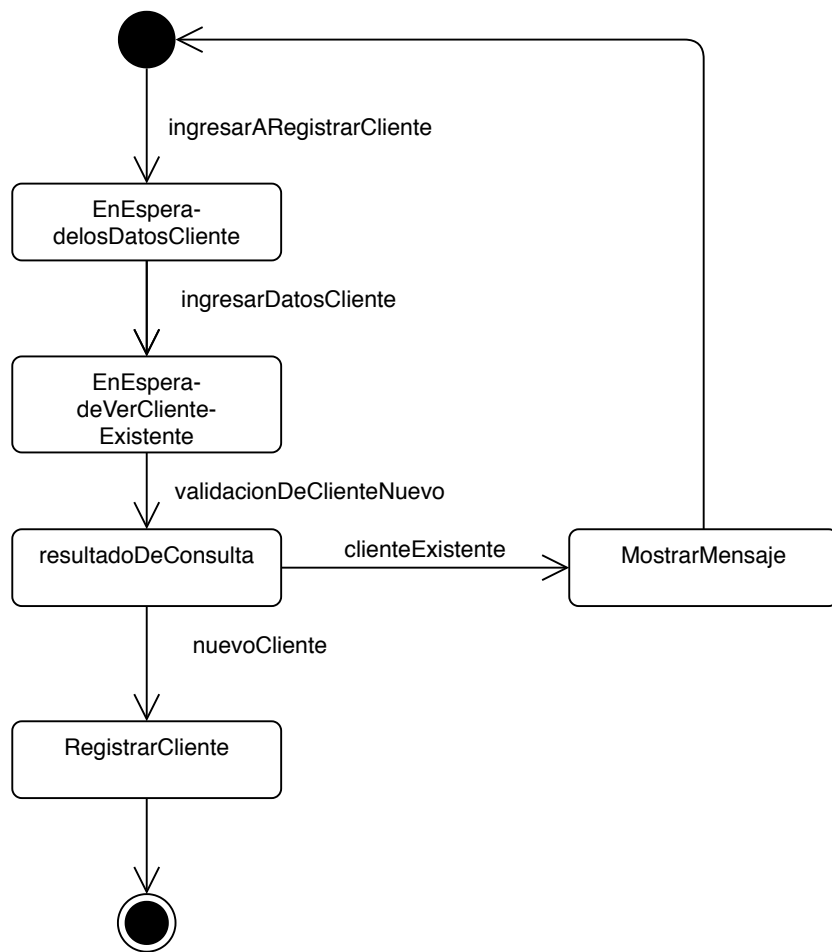 ingresarARegistrarCliente
EnEspera-
delosDatosCliente
ingresarDatosCliente
EnEspera-
deVerCliente-
Existente
validacionDeClienteNuevo
resultadoDeConsulta
clienteExistente
MostrarMensaje
nuevoCliente
RegistrarCliente